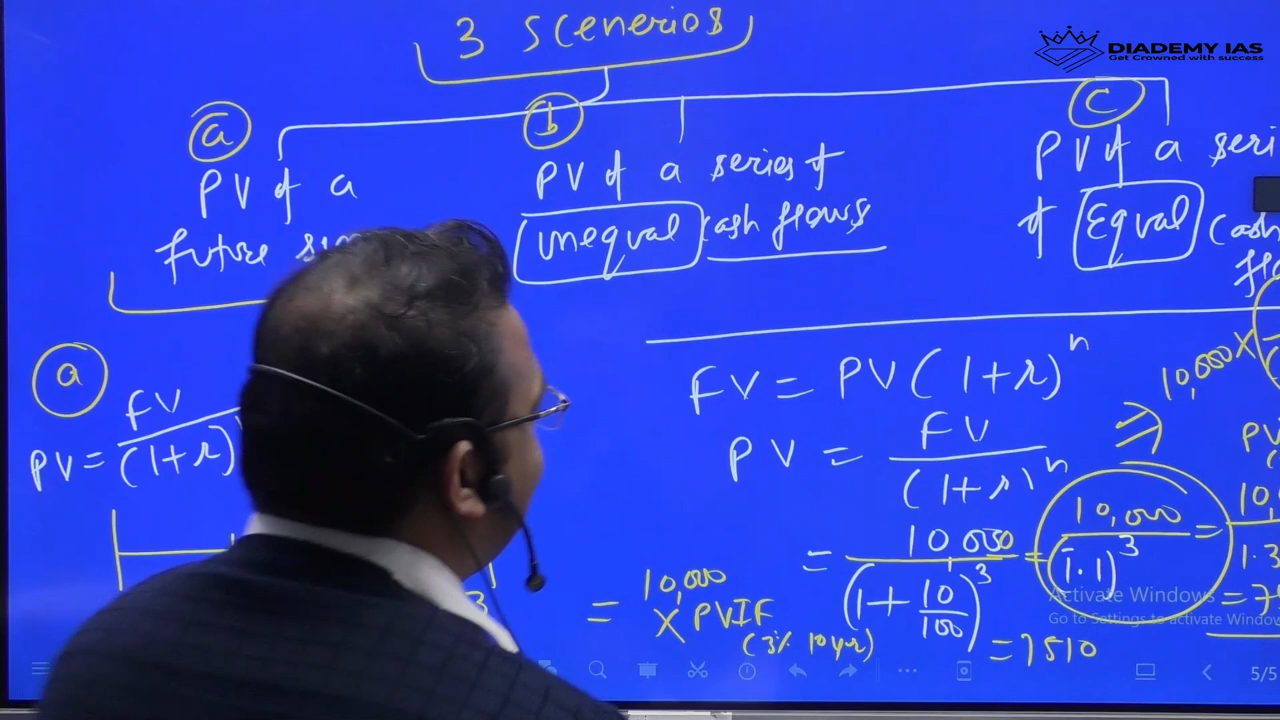 3 scenerios
DIADEMY IAS
Get Crowned with success
a
b
c
PV of a
future
PV of a series of
unequal cash flows
PV of a
of Equal
a
PV = FV
(1+r)
FV = PV (1+r)^n
PV = FV
(1+r)^n
10,000 X
= 10,000
(1 + 10
100)^3
= 10,000
(1.1)^3 =
= 10,000
X PVIF
(3% 10yr)
= 7510
Activate Windows
Go to Settings to activate Windows
5/5